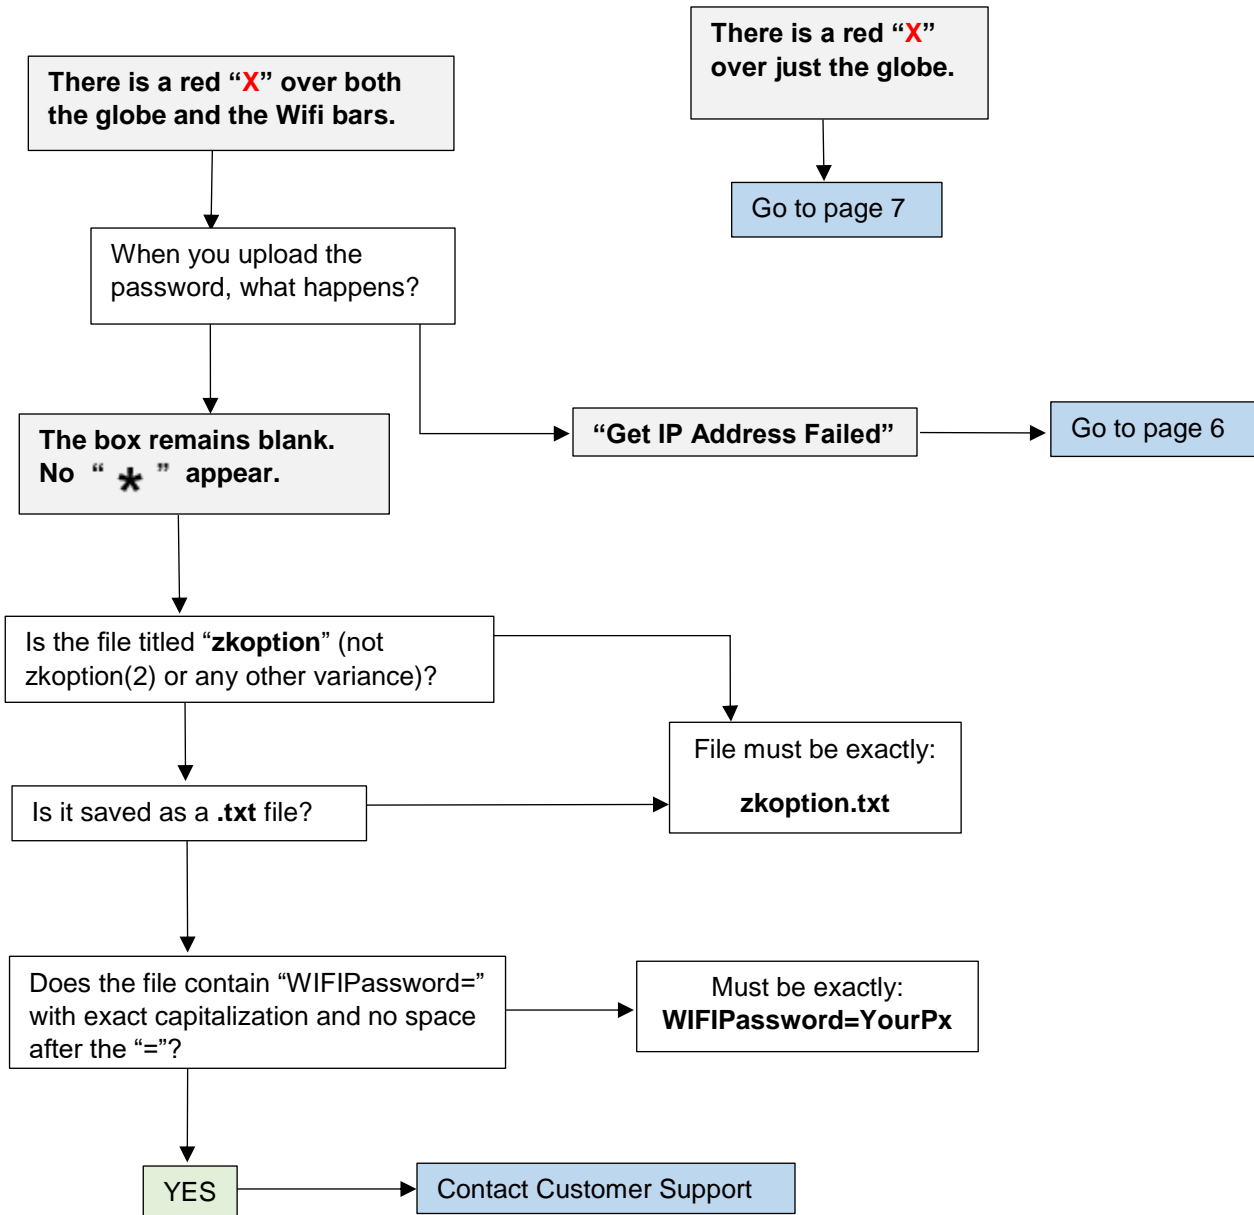 There is a red “X” over both
the globe and the Wifi bars.
There is a red “X”
over just the globe.
Go to page 7
When you upload the
password, what happens?
The box remains blank.
No “ * ” appear.
“Get IP Address Failed”
Go to page 6
Is the file titled “zkoption” (not
zkoption(2) or any other variance)?
File must be exactly:
zkoption.txt
Is it saved as a .txt file?
Does the file contain “WIFIPassword=”
with exact capitalization and no space
after the “=”?
Must be exactly:
WIFIPassword=YourPx
YES
Contact Customer Support